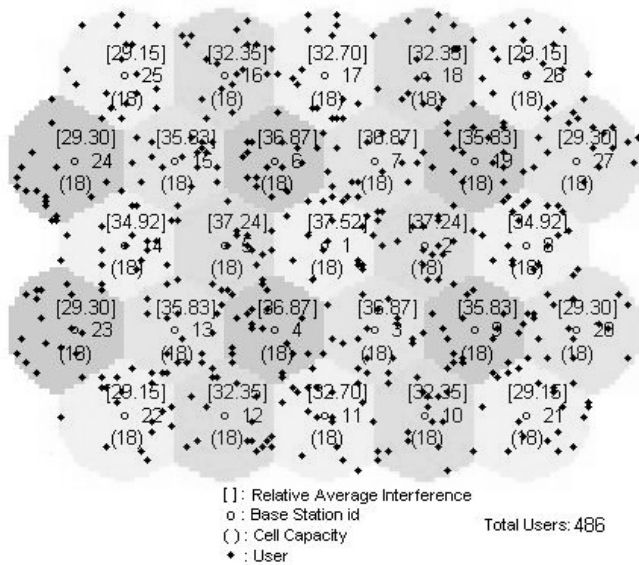 [29.15] [32.35] [32.70] [32.35] [29.15]
25 16 17 18 26
(18) (18) (18) (18) (18)
[29.30] [35.83] [36.87] [36.87] [35.83] [29.30]
24 15 6 7 19 27
(18) (18) (18) (18) (18) (18)
[34.92] [37.24] [37.52] [37.24] [34.92]
14 5 1 2 8
(18) (18) (18) (18) (18)
[29.30] [35.83] [36.87] [36.87] [35.83] [29.30]
23 13 4 3 9 20
(18) (18) (18) (18) (18) (18)
[29.15] [32.35] [32.70] [32.35] [29.15]
22 12 11 10 21
(18) (18) (18) (18) (18)
[ ] : Relative Average Interference
o : Base Station id
( ) : Cell Capacity
: User
Total Users: 486